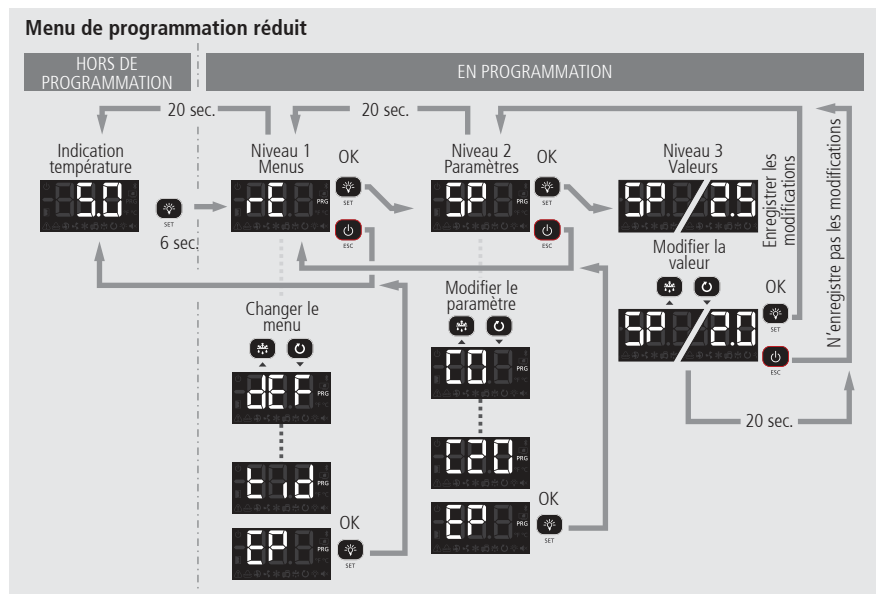 Menu de programmation réduit
HORS DE
PROGRAMMATION
EN PROGRAMMATION
20 sec.
20 sec.
Indication
température
Niveau 1
Menus
OK
Niveau 2
Paramètres
OK
Niveau 3
Valeurs
5.0
SET
6 sec.
rE
PRG
SET
ESC
SP
PRG
SET
ESC
SP
2.5
Enregistrer les
modifications
N'enregistre pas les modifications
Modifier la
valeur
SP
2.0
OK
SET
ESC
20 sec.
Changer le
menu
dEF
PRG
tid
PRG
EP
PRG
OK
SET
Modifier le
paramètre
C0
PRG
C20
PRG
EP
PRG
OK
SET